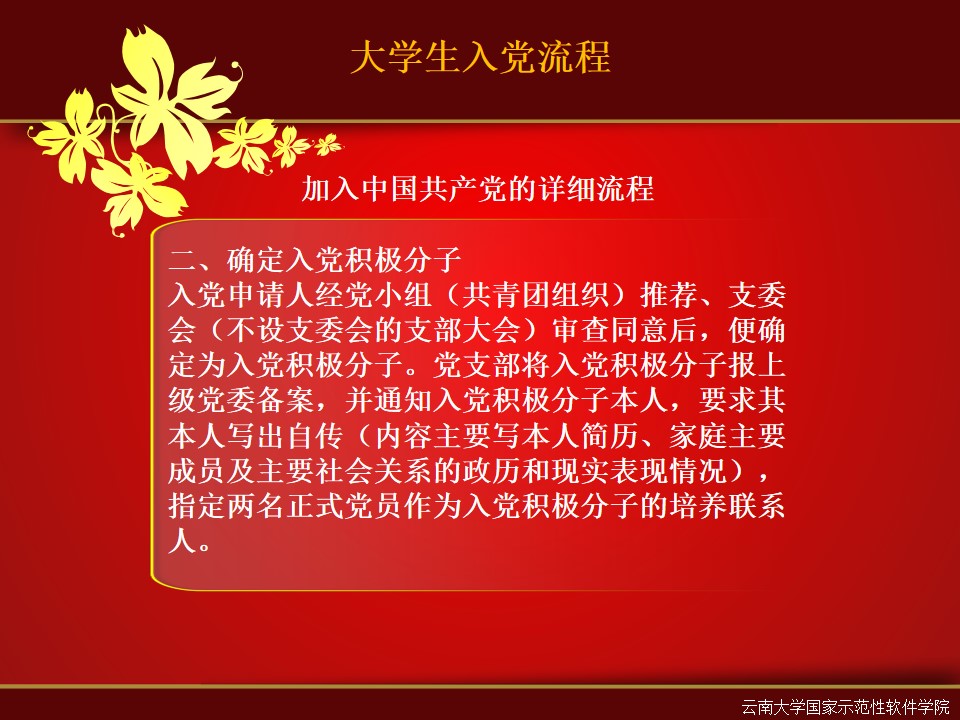 大学生入党流程
加入中国共产党的详细流程
二、确定入党积极分子
入党申请人经党小组（共青团组织）推荐、支委
会（不设支委会的支部大会）审查同意后，便确
定为入党积极分子。党支部将入党积极分子报上
级党委备案，并通知入党积极分子本人，要求其
本人写出自传（内容主要写本人简历、家庭主要
成员及主要社会关系的政历和现实表现情况），
指定两名正式党员作为入党积极分子的培养联系
人。
云南大学国家示范性软件学院